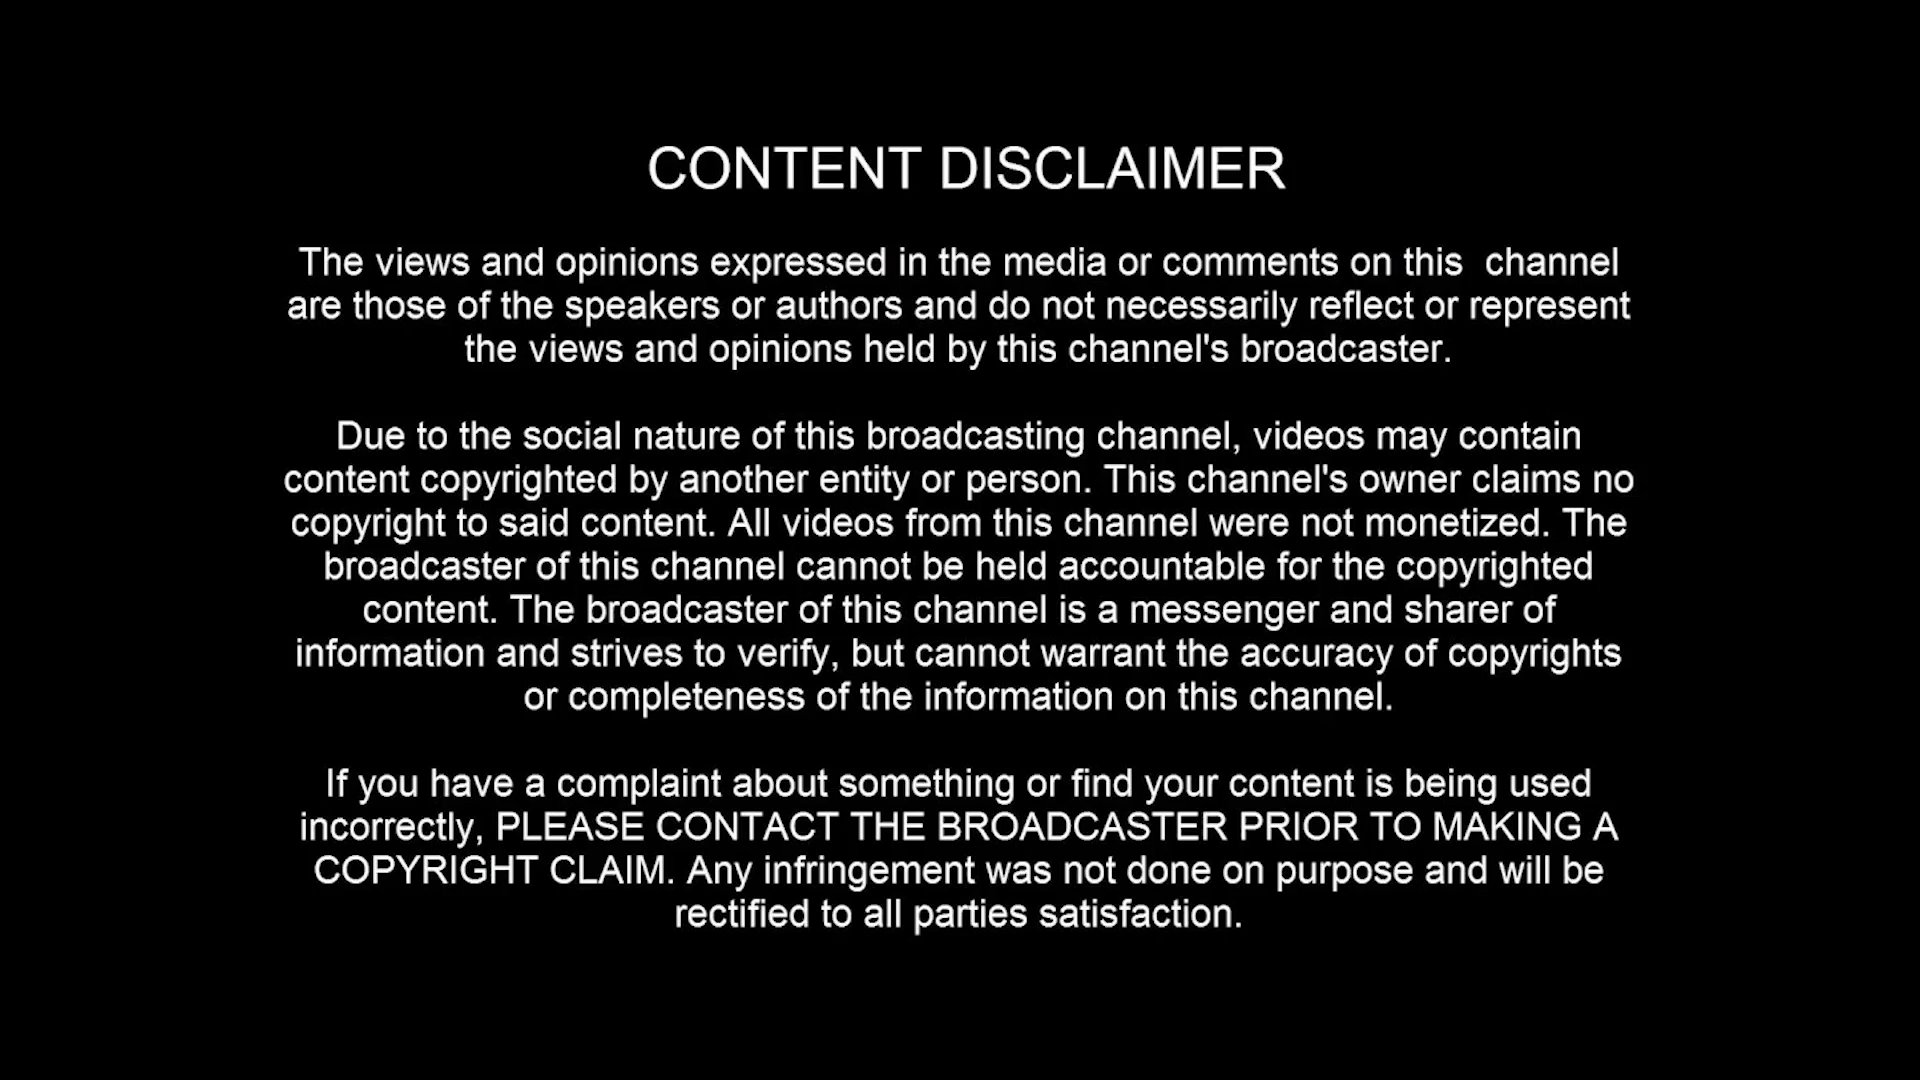 CONTENT DISCLAIMER
The views and opinions expressed in the media or comments on this  channel
are those of the speakers or authors and do not necessarily reflect or represent
the views and opinions held by this channel's broadcaster.
Due to the social nature of this broadcasting channel, videos may contain
content copyrighted by another entity or person. This channel's owner claims no
copyright to said content. All videos from this channel were not monetized. The
broadcaster of this channel cannot be held accountable for the copyrighted
content. The broadcaster of this channel is a messenger and sharer of
information and strives to verify, but cannot warrant the accuracy of copyrights
or completeness of the information on this channel.
If you have a complaint about something or find your content is being used
incorrectly, PLEASE CONTACT THE BROADCASTER PRIOR TO MAKING A
COPYRIGHT CLAIM. Any infringement was not done on purpose and will be
rectified to all parties satisfaction.